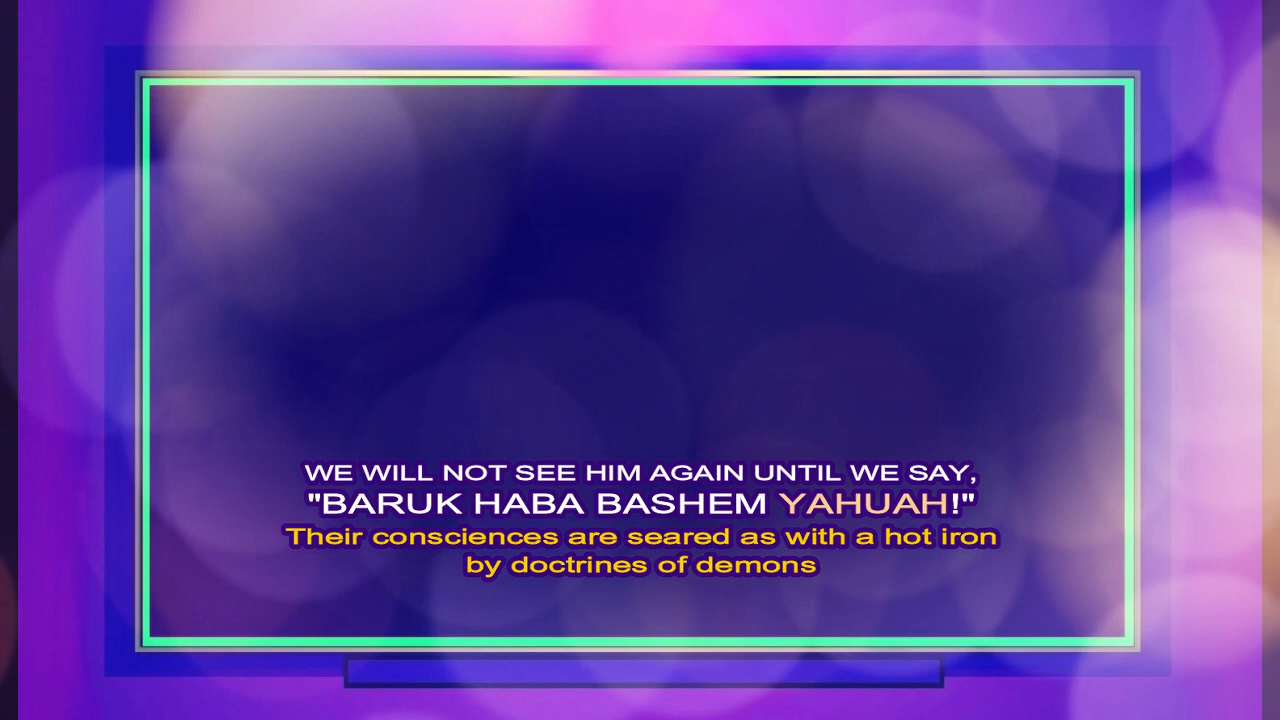 WE WILL NOT SEE HIM AGAIN UNTIL WE SAY,
"BARUK HABA BASHEM YAHUAH!"
Their consciences are seared as with a hot iron
by doctrines of demons